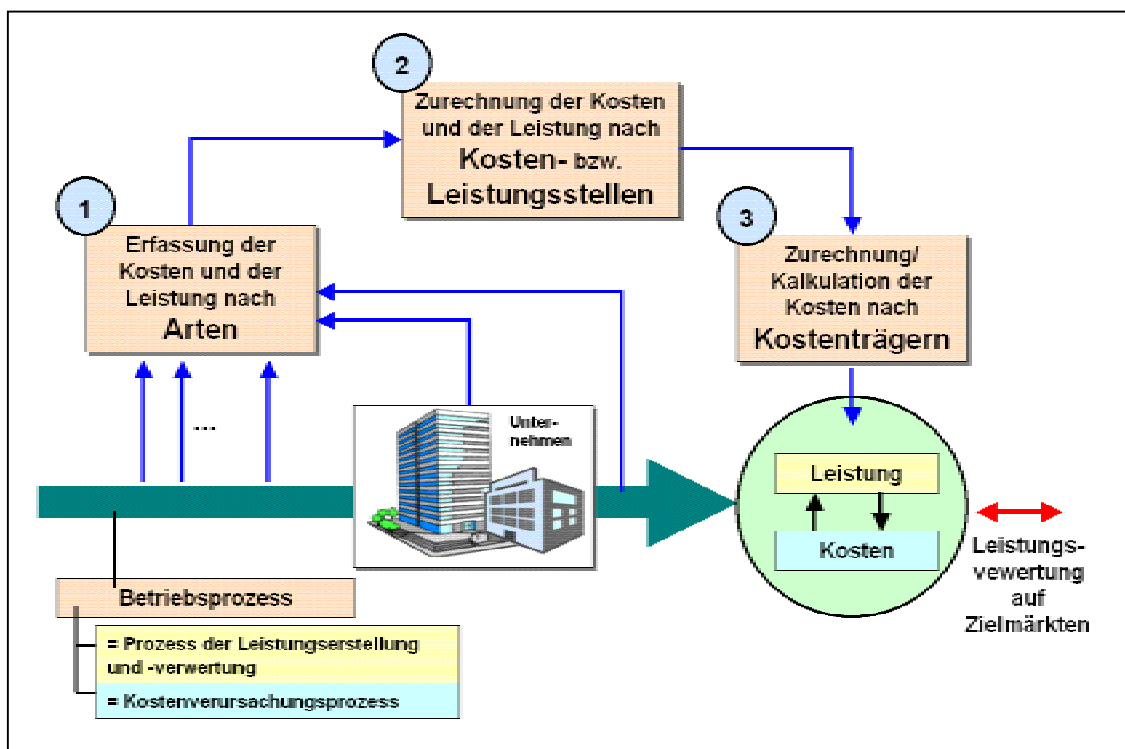 2
Zurechnung der Kosten
und der Leistung nach
Kosten- bzw.
Leistungsstellen
1
Erfassung der
Kosten und der
Leistung nach
Arten
3
Zurechnung/
Kalkulation der
Kosten nach
Kostenträgern
....
Unter-
nehmen
Leistung
Kosten
Leistungs-
vewertung
auf
Zielmärkten
Betriebsprozess
= Prozess der Leistungserstellung
und -verwertung
= Kostenverursachungsprozess